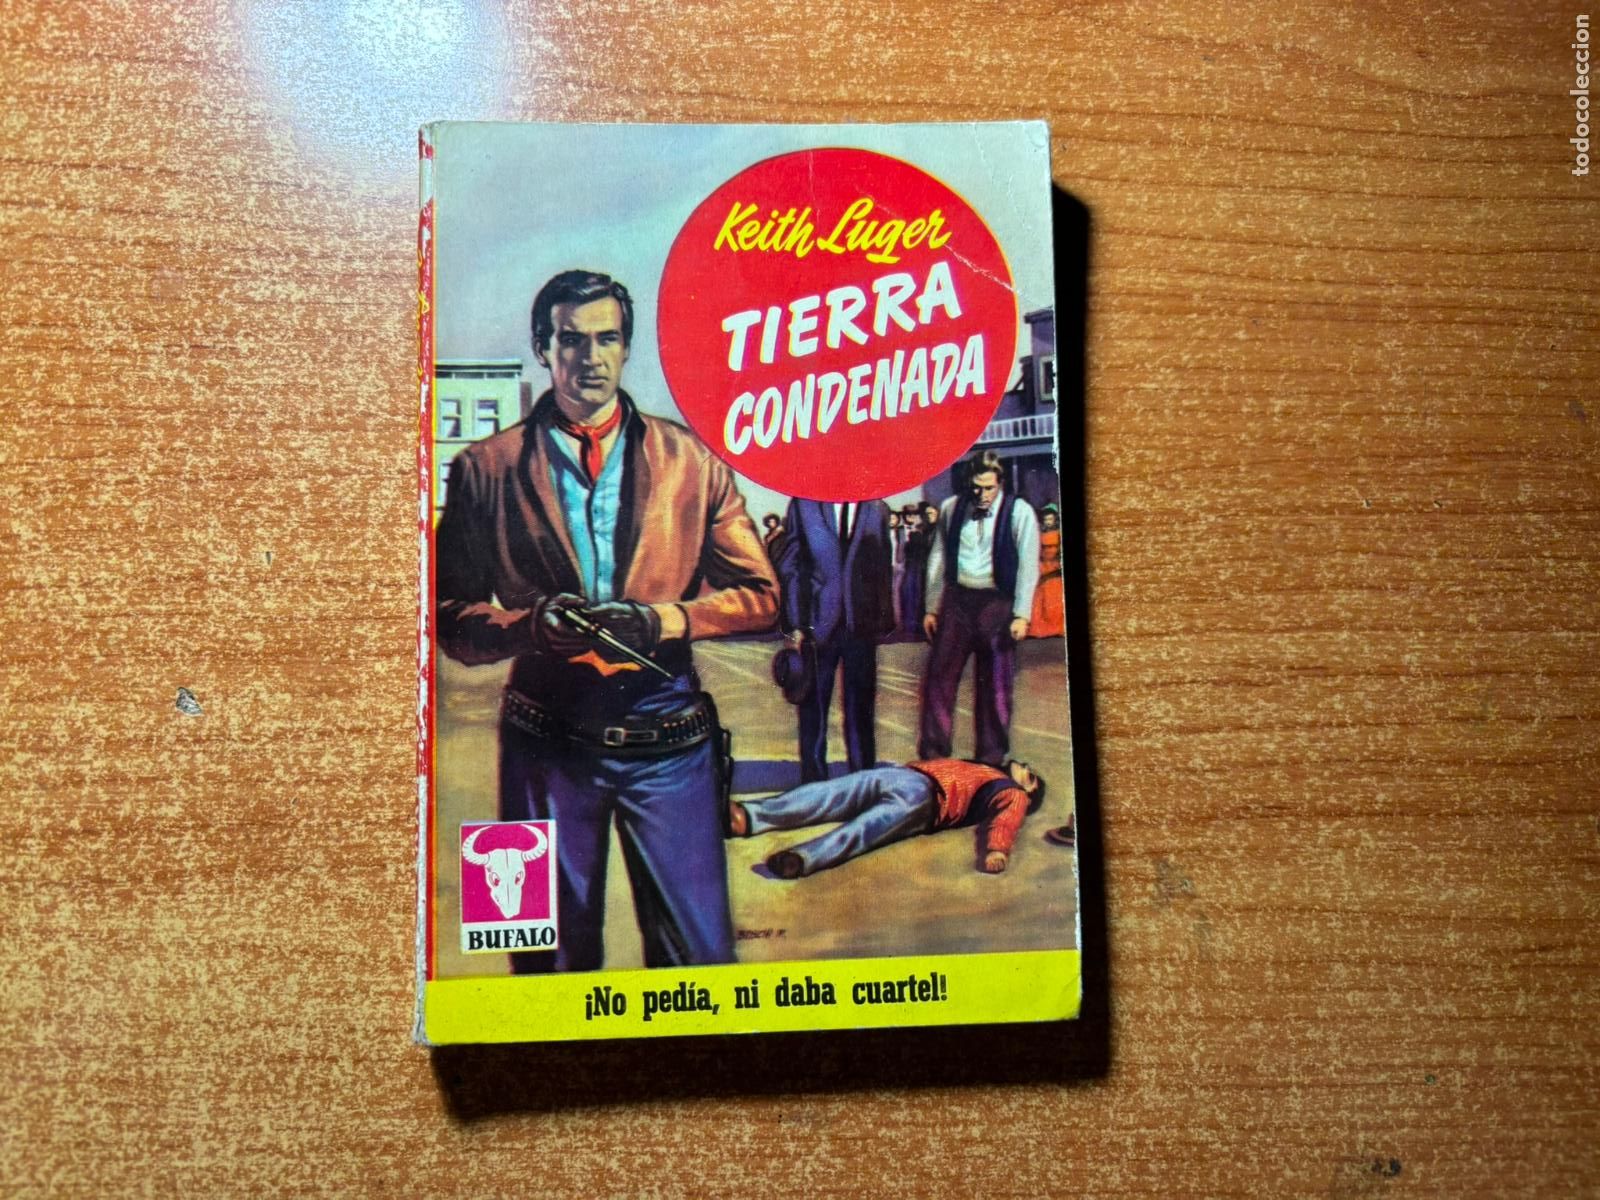 Keith Luger
TIERRA
CONDENADA
BUFALO
¡No pedía, ni daba cuartel!
todocoleccion